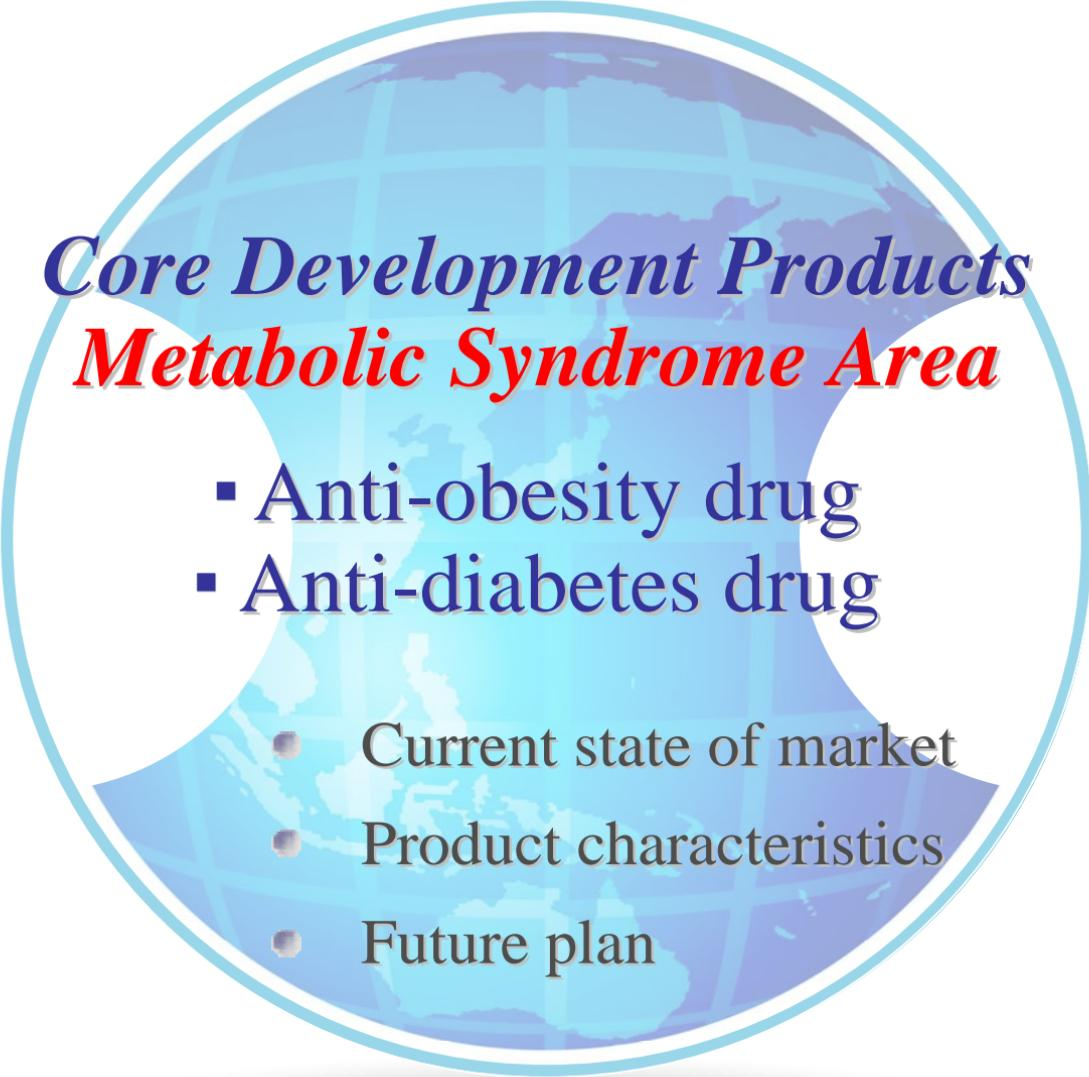 Core Development Products
Metabolic Syndrome Area
▪ Anti-obesity drug
▪ Anti-diabetes drug
Current state of market
Product characteristics
Future plan